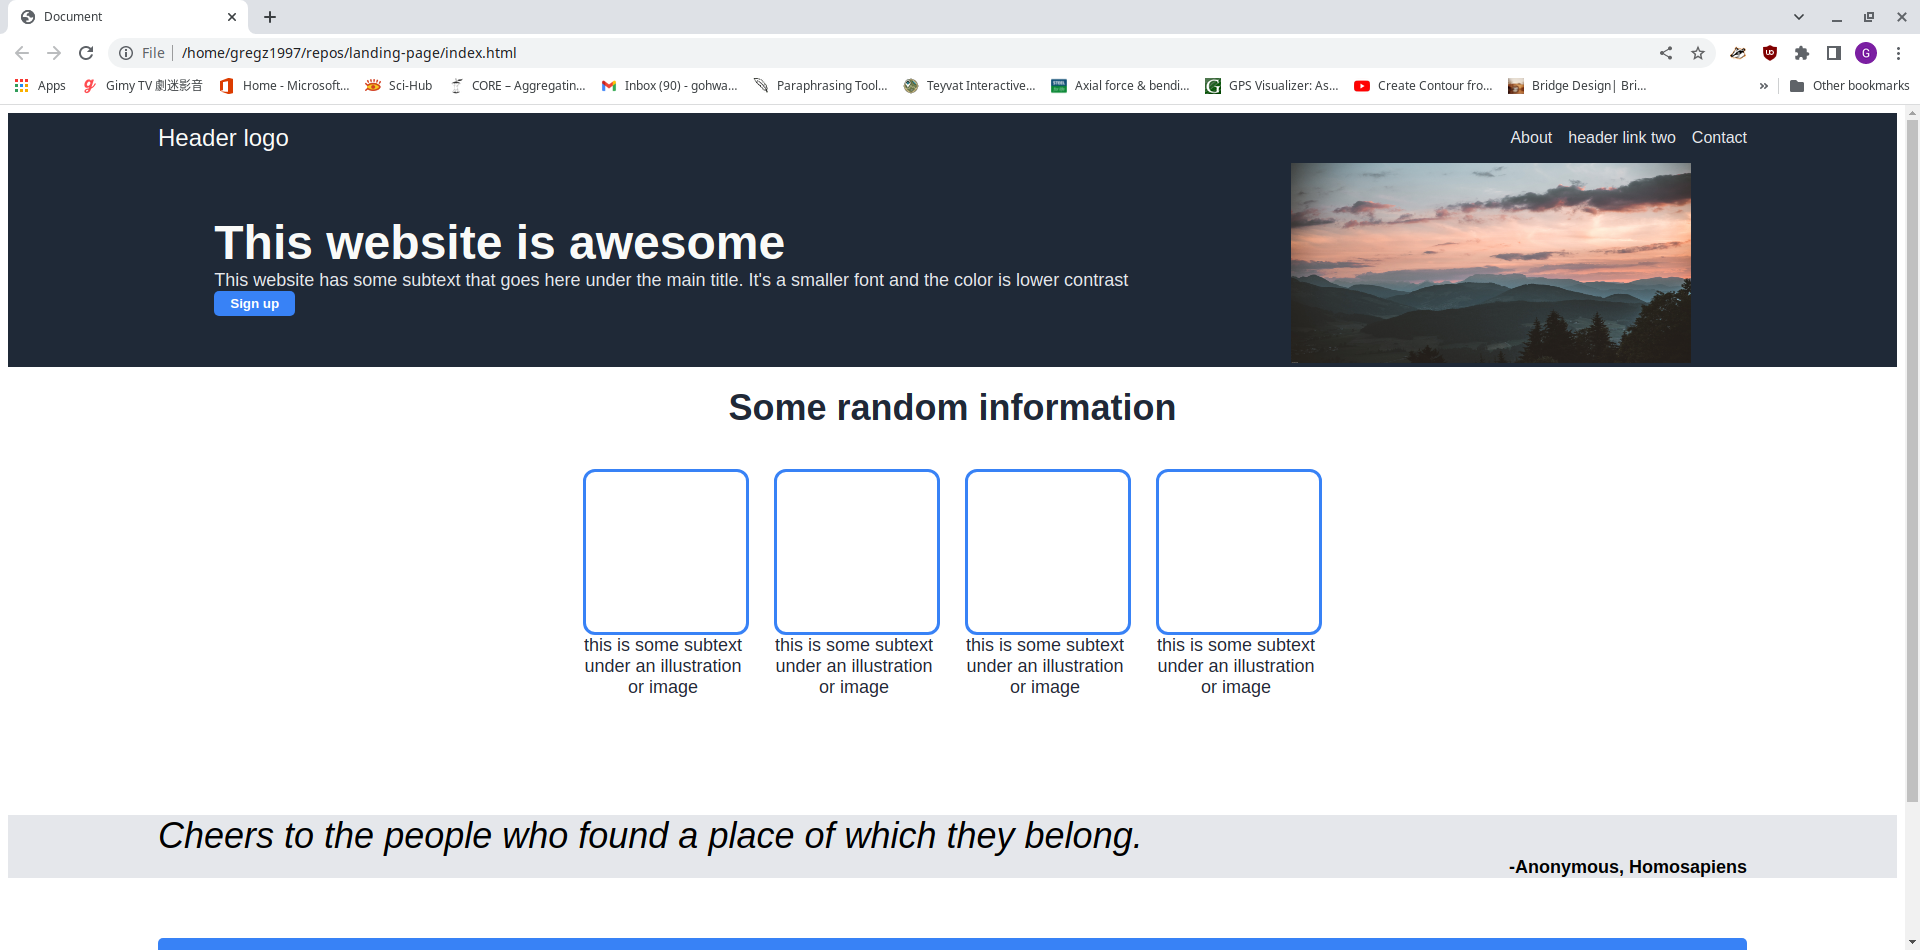 Document
File | /home/gregz1997/repos/landing-page/index.html
G
Apps Gimy TV 劇迷影音 Home - Microsoft... Sci-Hub CORE – Aggregatin... Inbox (90) - gohwa... Paraphrasing Tool... Teyvat Interactive... Axial force & bendi... GPS Visualizer: As... Create Contour fro... Bridge Design| Bri... » Other bookmarks
Header logo About header link two Contact
This website is awesome
This website has some subtext that goes here under the main title. It's a smaller font and the color is lower contrast
Sign up
Some random information
this is some subtext this is some subtext this is some subtext this is some subtext
under an illustration under an illustration under an illustration under an illustration
or image or image or image or image
Cheers to the people who found a place of which they belong.
-Anonymous, Homosapiens